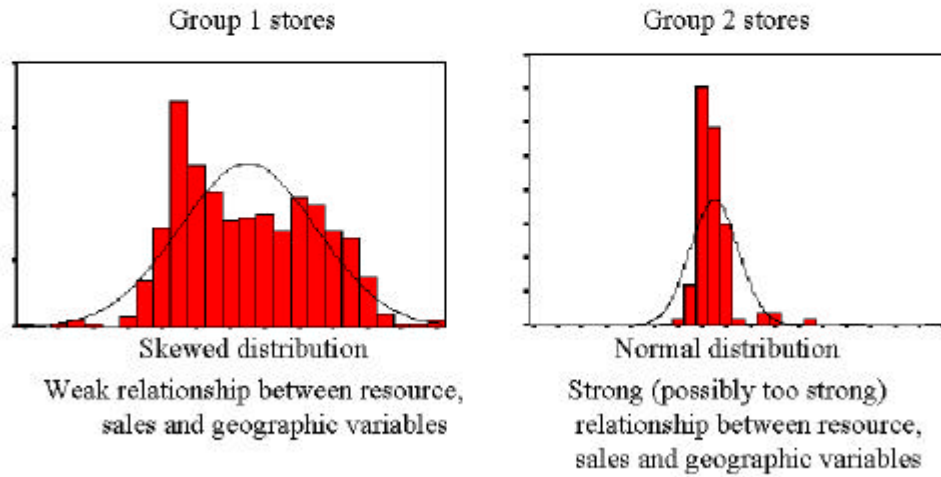 Group 1 stores
Group 2 stores
Skewed distribution
Normal distribution
Weak relationship between resource,
sales and geographic variables
Strong (possibly too strong)
relationship between resource,
sales and geographic variables